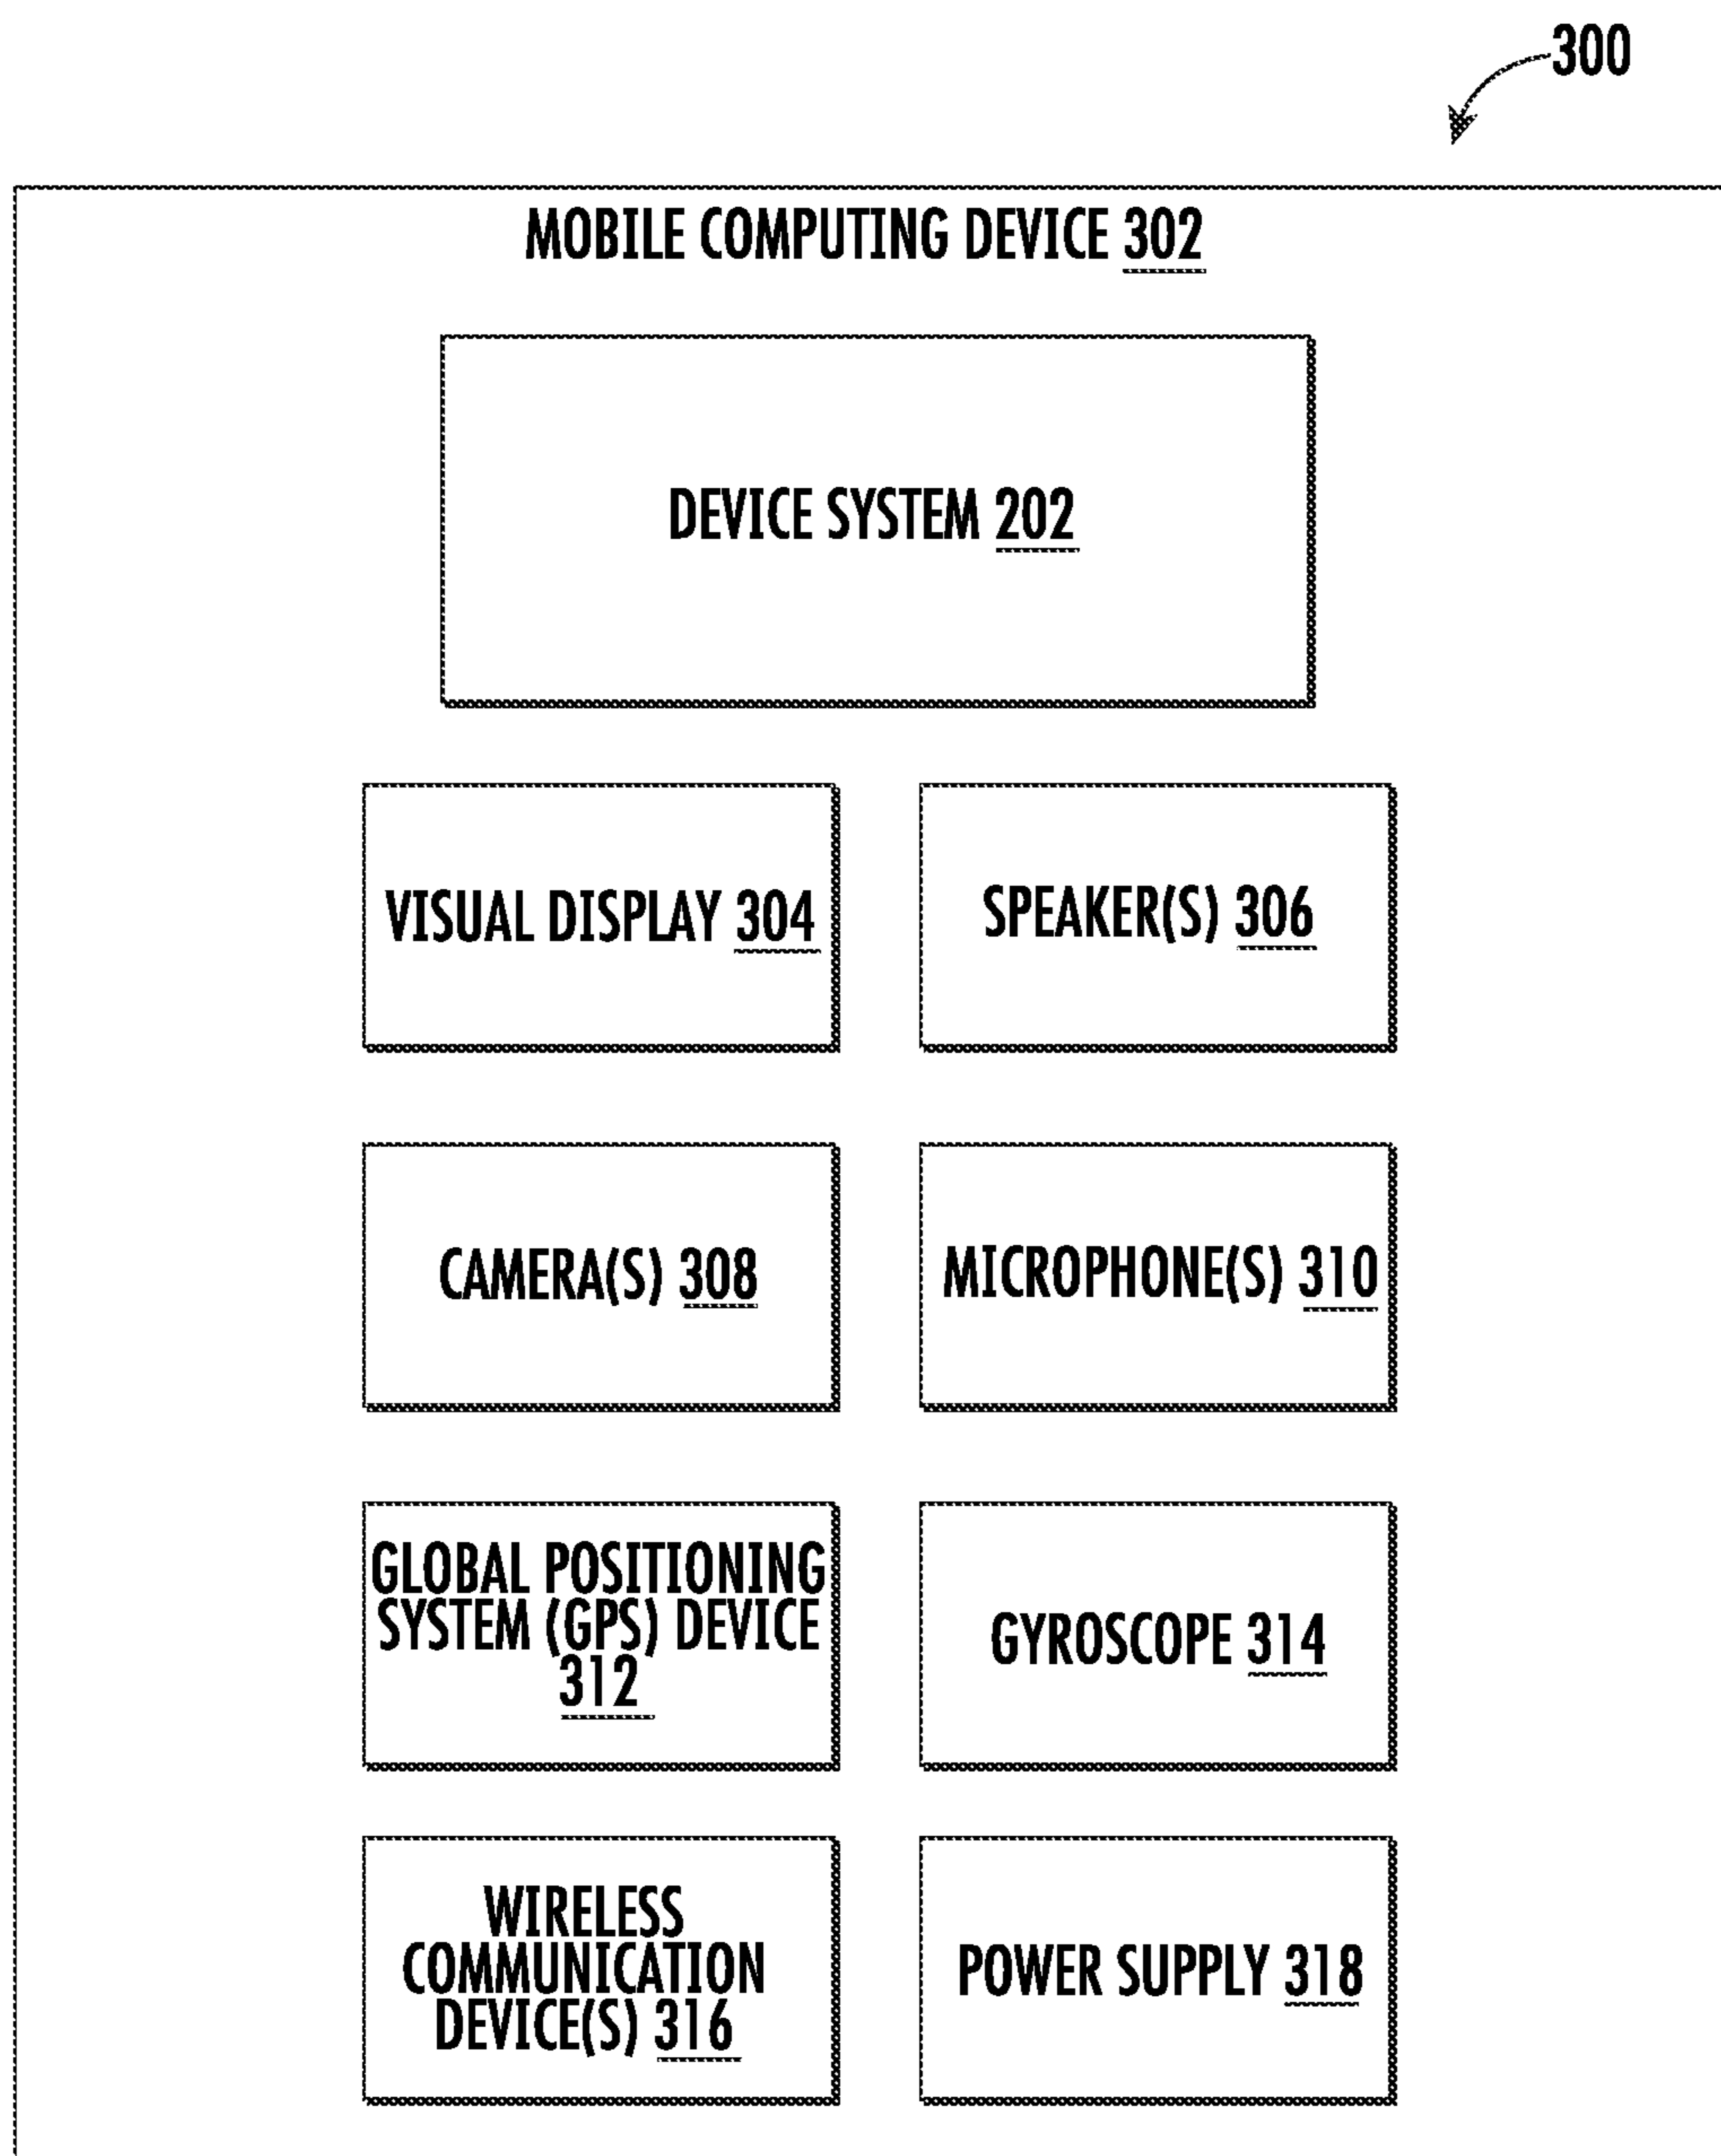 300
MOBILE COMPUTING DEVICE 302
DEVICE SYSTEM 202
VISUAL DISPLAY 304
SPEAKER(S) 306
CAMERA(S) 308
MICROPHONE(S) 310
GLOBAL POSITIONING
SYSTEM (GPS) DEVICE
312
GYROSCOPE 314
WIRELESS
COMMUNICATION
DEVICE(S) 316
POWER SUPPLY 318